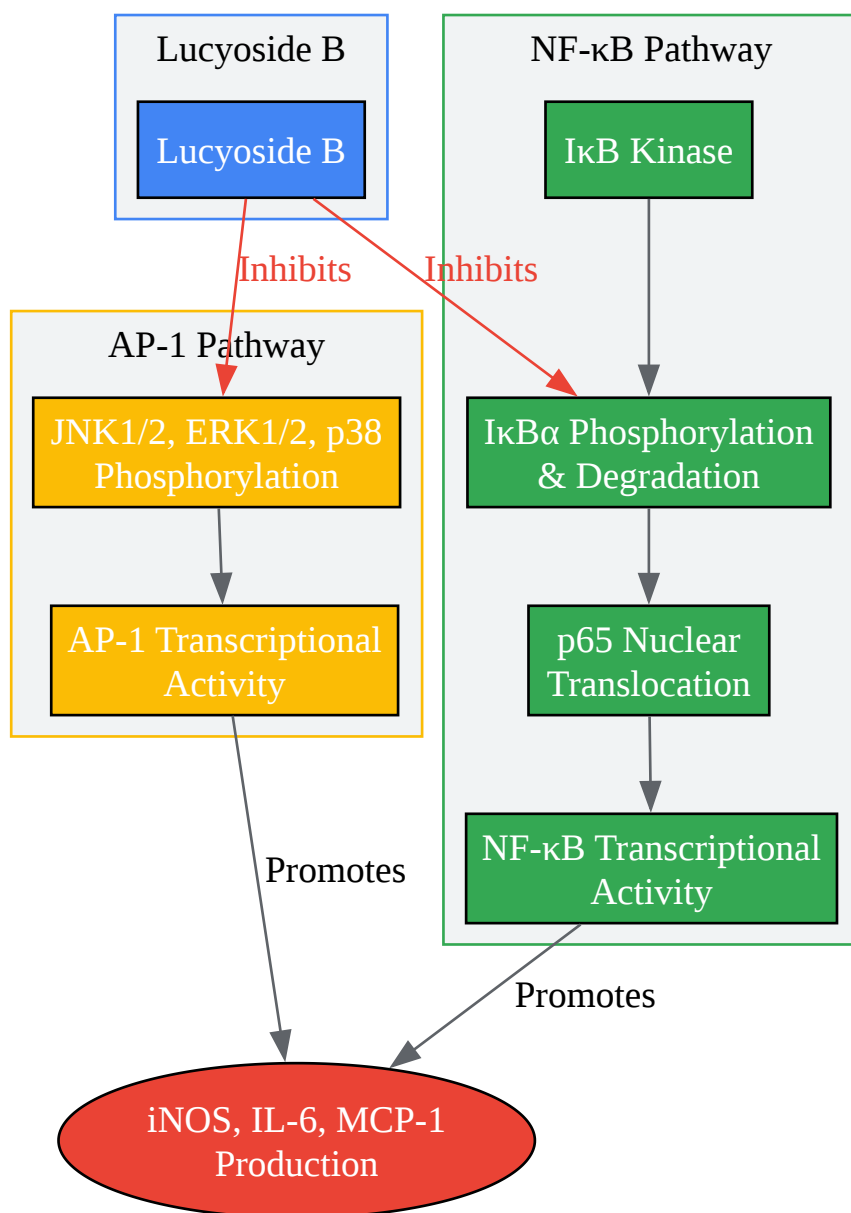 Lucyoside B
Lucyoside B
NF-κB Pathway
IκB Kinase
Inhibits
Inhibits
AP-1 Pathway
JNK1/2, ERK1/2, p38
Phosphorylation
IκBα Phosphorylation
& Degradation
AP-1 Transcriptional
Activity
p65 Nuclear
Translocation
NF-κB Transcriptional
Activity
Promotes
Promotes
iNOS, IL-6, MCP-1
Production